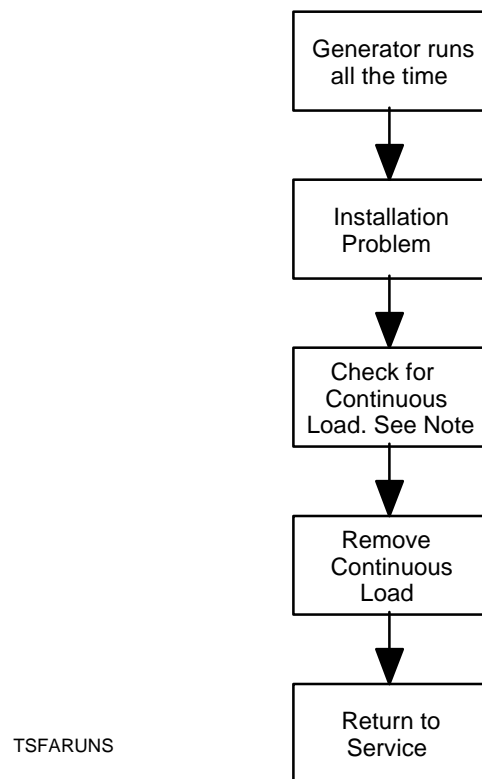 Generator runs
all the time
Installation
Problem
Check for
Continuous
Load. See Note
Remove
Continuous
Load
Return to
Service
TSFARUNS